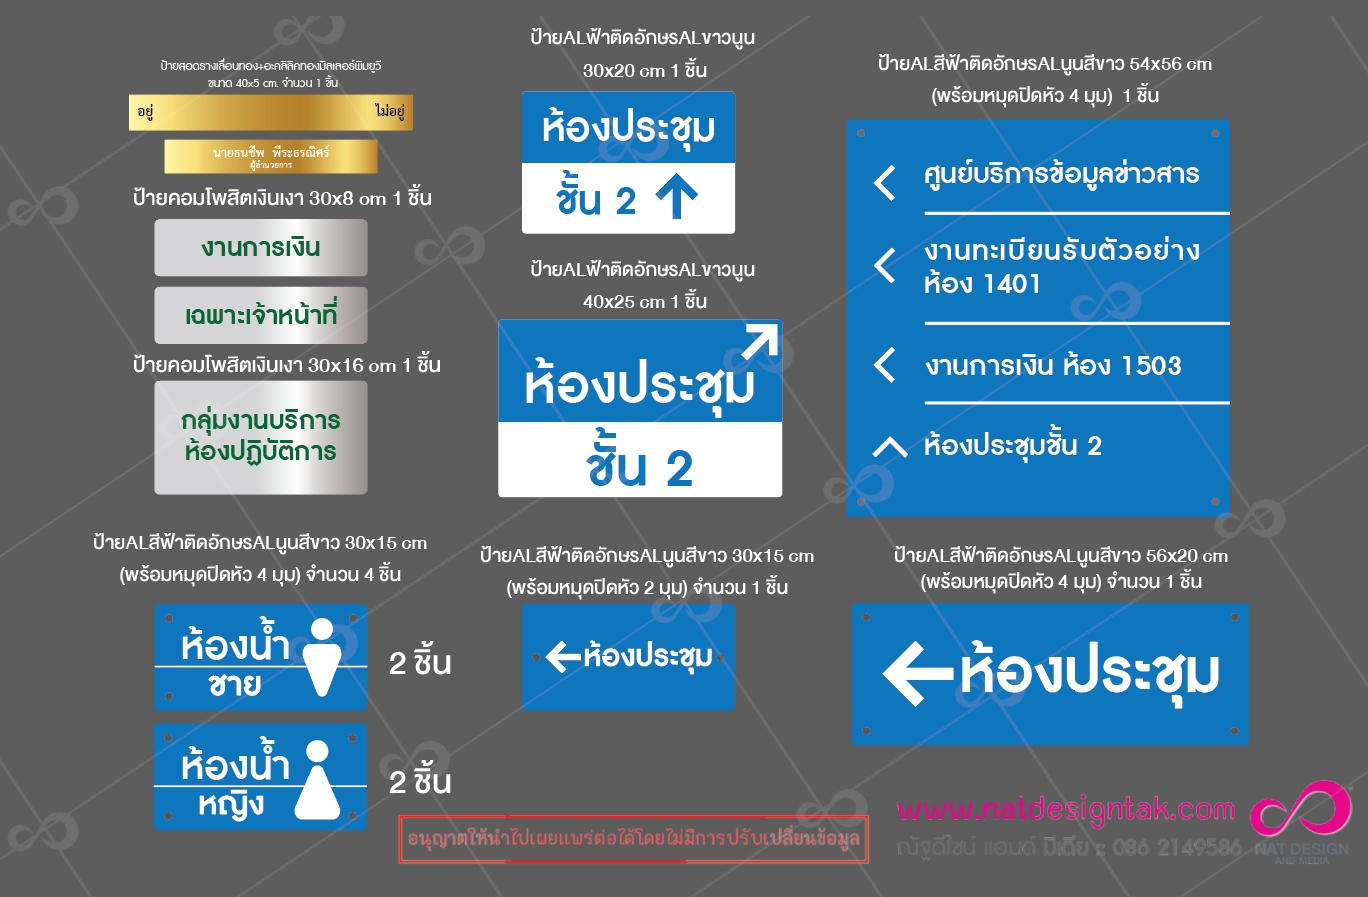 ป้ายสอดรางเลื่อนทอง+อะคลิลิคทองมิลเลอร์พิมยูวี
ขนาด 40x5 cm. จำนวน 1 ชิ้น
อยู่ ไม่อยู่
นายธนชีพ พีระธรณิศร์
ผู้อำนวยการ
ป้ายคอมโพสิตเงินเงา 30x8 cm 1 ชิ้น
งานการเงิน
เฉพาะเจ้าหน้าที่
ป้ายคอมโพสิตเงินเงา 30x16 cm 1 ชิ้น
กลุ่มงานบริการ
ห้องปฏิบัติการ
ป้ายALฟ้าติดอักษรALขาวนูน
30x20 cm 1 ชิ้น
ห้องประชุม
ชั้น 2
ป้ายALฟ้าติดอักษรALขาวนูน
40x25 cm 1 ชิ้น
ห้องประชุม
ชั้น 2
ป้ายALสีฟ้าติดอักษรALนูนสีขาว 54x56 cm
(พร้อมหมุดปิดหัว 4 มุม) 1 ชิ้น
ศูนย์บริการข้อมูลข่าวสาร
งานทะเบียนรับตัวอย่าง
ห้อง 1401
งานการเงิน ห้อง 1503
ห้องประชุมชั้น 2
ป้ายALสีฟ้าติดอักษรALนูนสีขาว 30x15 cm
(พร้อมหมุดปิดหัว 4 มุม) จำนวน 4 ชิ้น
ห้องน้ำ
ชาย
2 ชิ้น
ห้องน้ำ
หญิง
2 ชิ้น
ป้ายALสีฟ้าติดอักษรALนูนสีขาว 30x15 cm
(พร้อมหมุดปิดหัว 2 มุม) จำนวน 1 ชิ้น
ห้องประชุม
ป้ายALสีฟ้าติดอักษรALนูนสีขาว 56x20 cm
(พร้อมหมุดปิดหัว 4 มุม) จำนวน 1 ชิ้น
ห้องประชุม
อนุญาตให้นำไปเผยแพร่ต่อได้โดยไม่มีการปรับเปลี่ยนข้อมูล
www.natdesigntak.com
ณัฐดีไซน์ แอนด์ มีเดีย :: 086 2149586
NAT DESIGN
AND MEDIA